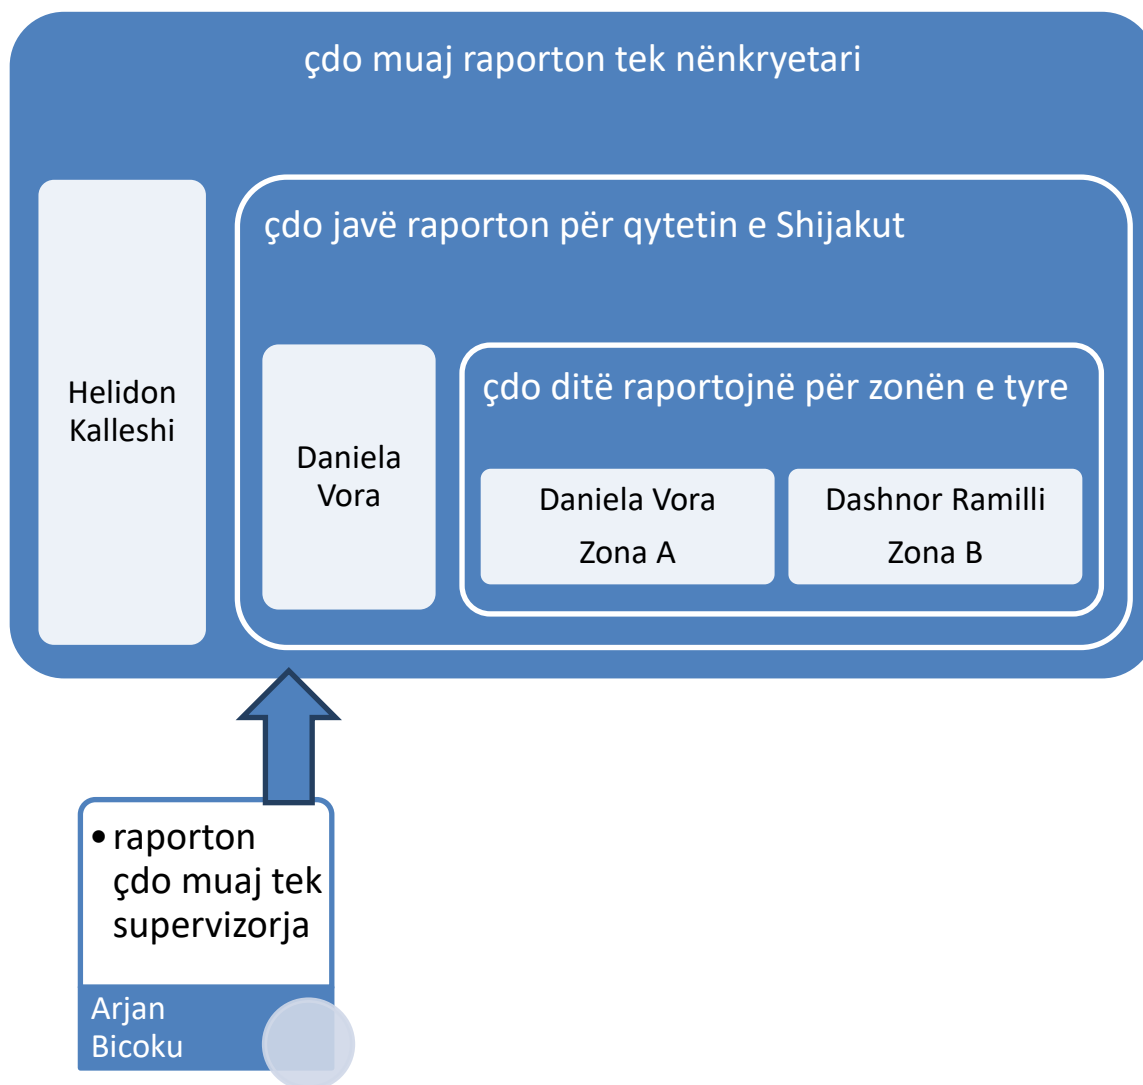 çdo muaj raporton tek nënkryetari
Helidon
Kalleshi
çdo javë raporton për qytetin e Shijakut
Daniela
Vora
çdo ditë raportojnë për zonën e tyre
Daniela Vora
Zona A
Dashnor Ramilli
Zona B
• raporton
çdo muaj tek
supervizorja
Arjan
Bicoku